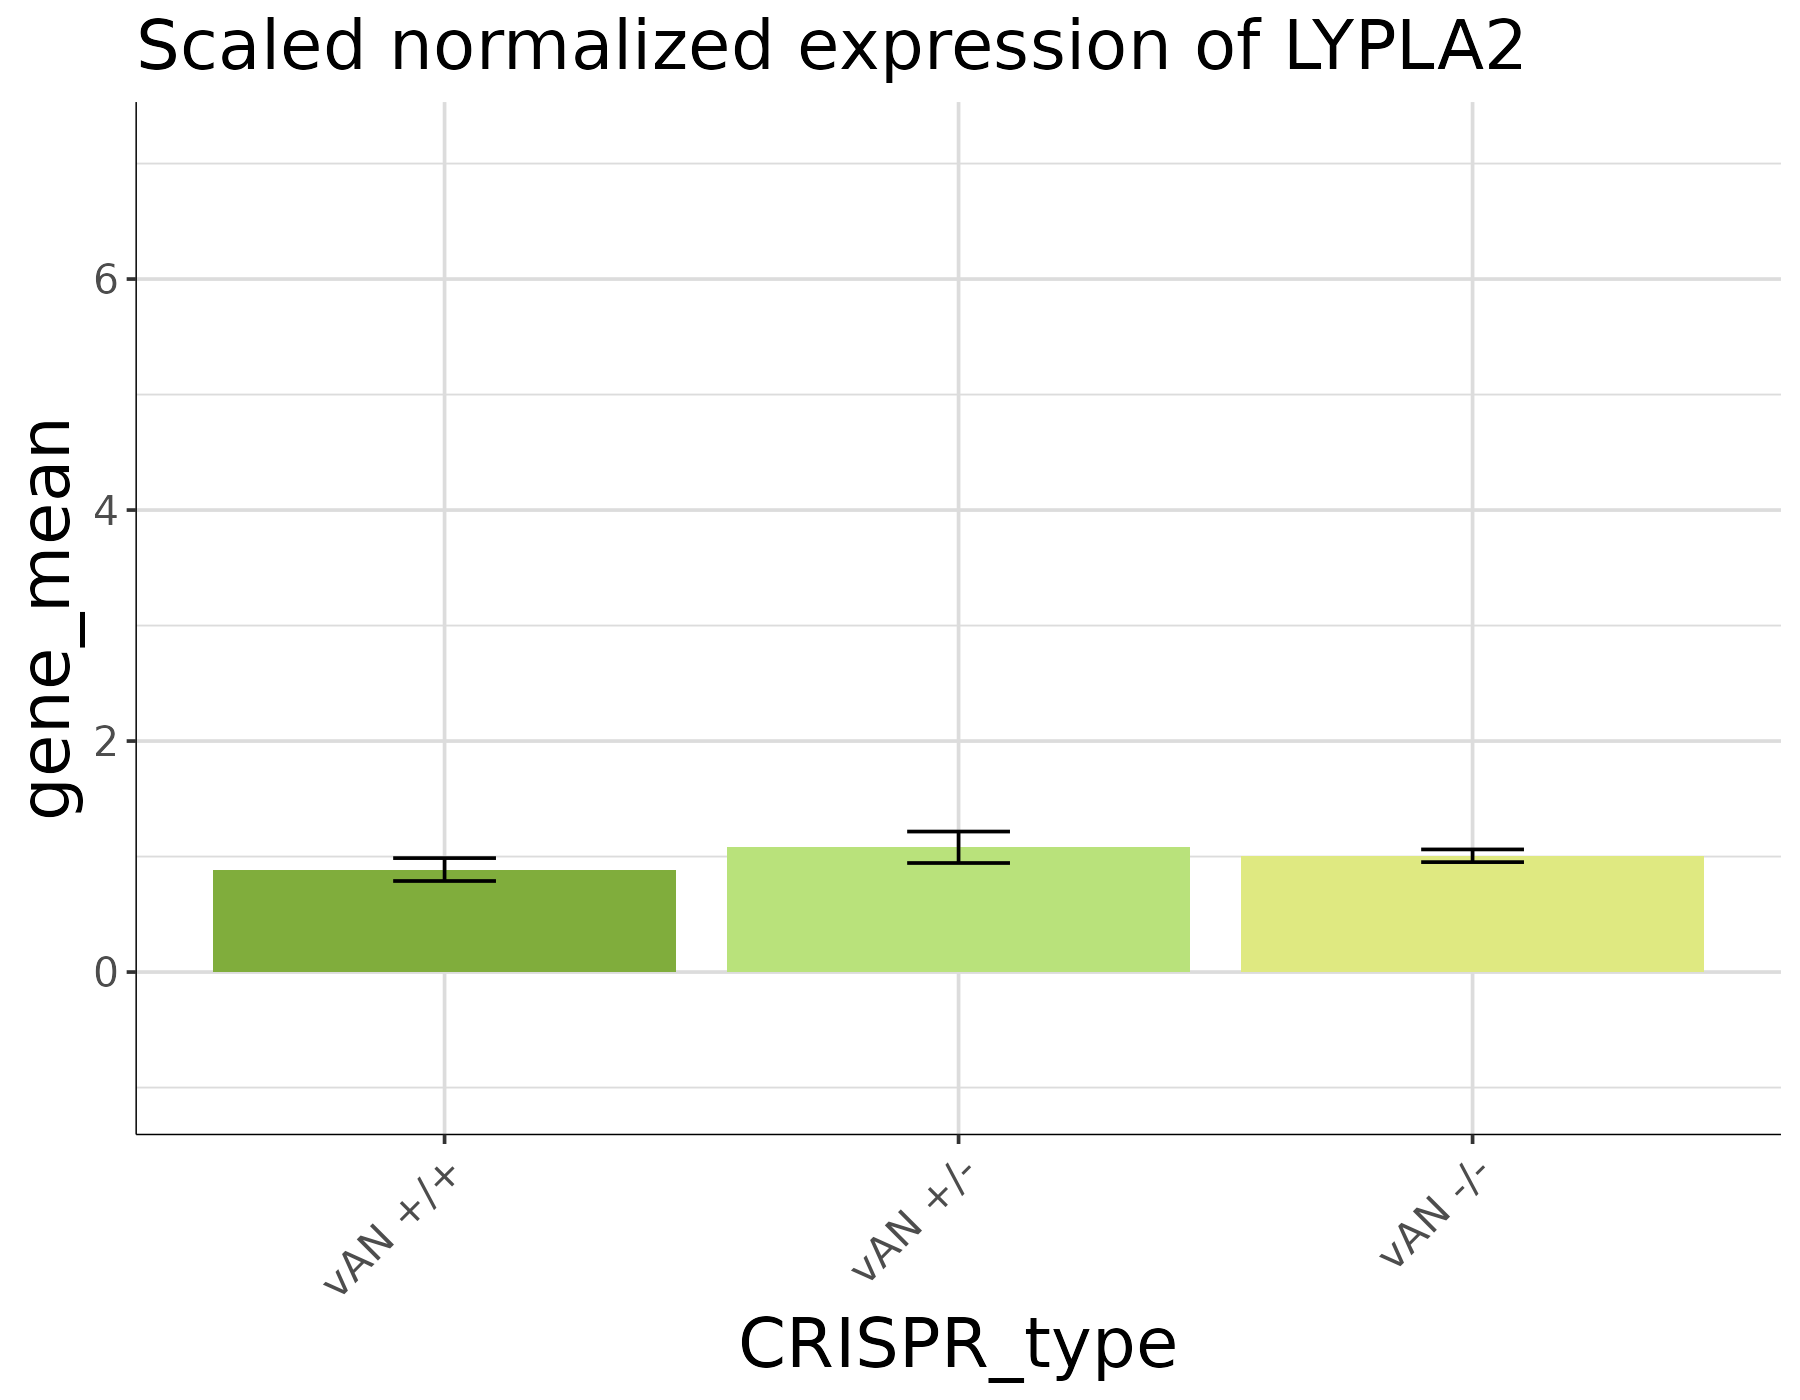 Scaled normalized expression of LYPLA2
gene_mean
6
4
2
0
vAN +/+
vAN +/-
vAN -/-
CRISPR_type